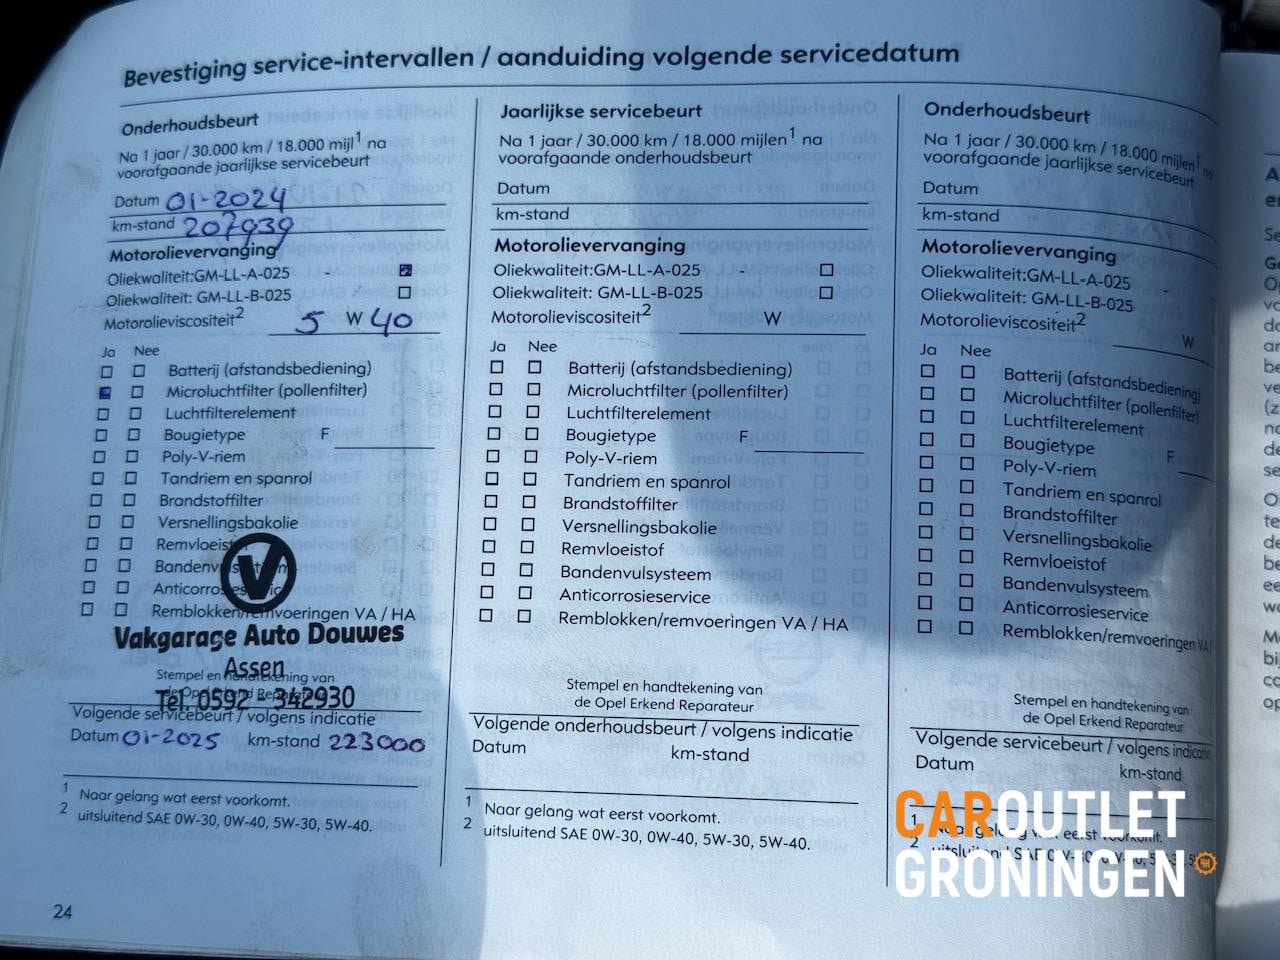 Bevestiging service-intervallen / aanduiding volgende servicedatum
Onderhoudsbeurt
Na 1 jaar / 30.000 km / 18.000 mijl¹ na
voorafgaande jaarlijkse servicebeurt
Datum 01-2024
km-stand 207939
Motorolievervanging
Oliekwaliteit:GM-LL-A-025
Oliekwaliteit: GM-LL-B-025
Motorolieviscositeit² 5 W 40
Ja Nee
Batterij (afstandsbediening)
Microluchtfilter (pollenfilter)
Luchtfilterelement
Bougietype F
Poly-V-riem
Tandriem en spanrol
Brandstoffilter
Versnellingsbakolie
Remvloeistof
Bandenvulsysteem
Anticorrosieservice
Remblokken/remvoeringen VA / HA
V
Vakgarage Auto Douwes
Assen
Stempel en handtekening van
de Opel Erkend Reparateur
Tel. 0592 - 342930
Volgende servicebeurt / volgens indicatie
Datum 01-2025 km-stand 223000
1 Naar gelang wat eerst voorkomt.
2 uitsluitend SAE 0W-30, 0W-40, 5W-30, 5W-40.
24
Jaarlijkse servicebeurt
Na 1 jaar / 30.000 km / 18.000 mijlen¹ na
voorafgaande onderhoudsbeurt
Datum
km-stand
Motorolievervanging
Oliekwaliteit:GM-LL-A-025
Oliekwaliteit: GM-LL-B-025
Motorolieviscositeit² W
Ja Nee
Batterij (afstandsbediening)
Microluchtfilter (pollenfilter)
Luchtfilterelement
Bougietype F
Poly-V-riem
Tandriem en spanrol
Brandstoffilter
Versnellingsbakolie
Remvloeistof
Bandenvulsysteem
Anticorrosieservice
Remblokken/remvoeringen VA / HA
Stempel en handtekening van
de Opel Erkend Reparateur
Volgende onderhoudsbeurt / volgens indicatie
Datum km-stand
1 Naar gelang wat eerst voorkomt.
2 uitsluitend SAE 0W-30, 0W-40, 5W-30, 5W-40.
Onderhoudsbeurt
Na 1 jaar / 30.000 km / 18.000 mijlen¹ na
voorafgaande jaarlijkse servicebeurt
Datum
km-stand
Motorolievervanging
Oliekwaliteit:GM-LL-A-025
Oliekwaliteit: GM-LL-B-025
Motorolieviscositeit² W
Ja Nee
Batterij (afstandsbediening)
Microluchtfilter (pollenfilter)
Luchtfilterelement
Bougietype F
Poly-V-riem
Tandriem en spanrol
Brandstoffilter
Versnellingsbakolie
Remvloeistof
Bandenvulsysteem
Anticorrosieservice
Remblokken/remvoeringen VA
Stempel en handtekening van
de Opel Erkend Reparateur
Volgende servicebeurt / volgens indicatie
Datum km-stand
1 Naar gelang wat eerst voorkomt.
2 uitsluitend SAE
CAROUTLET
GRONINGEN